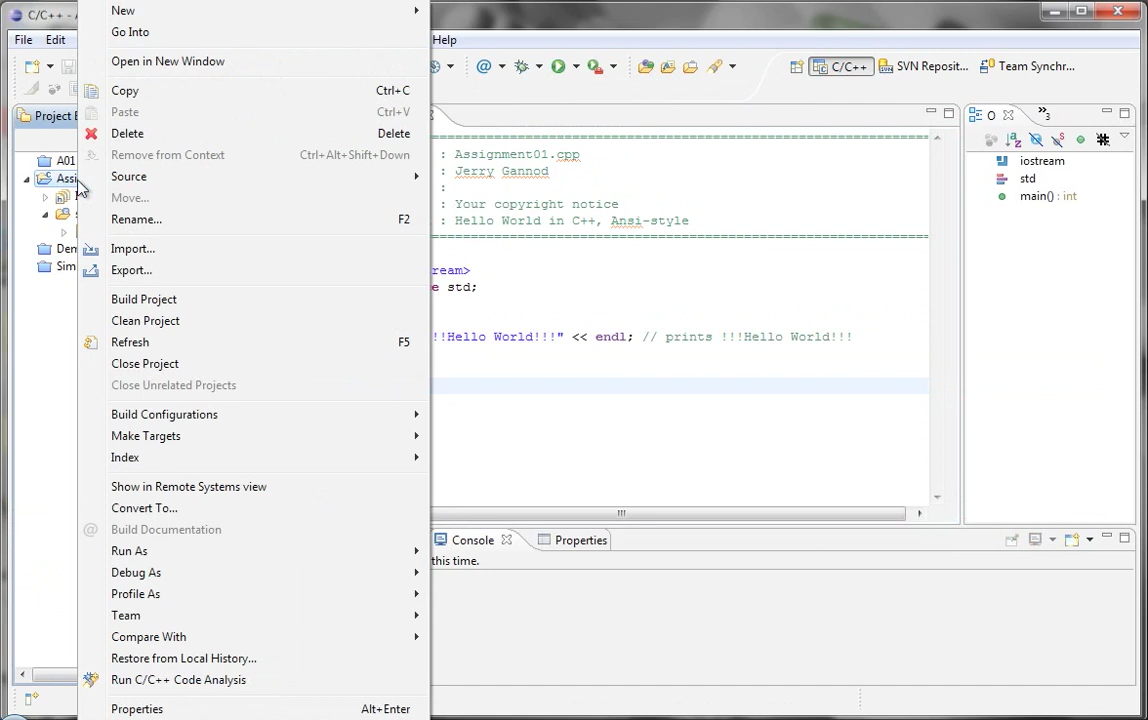 C/C++ - A
File Edit Help
C/C++ SVN Reposit... Team Synchr...
Project E
A01
Assi
Dem
Sim
New
Go Into
Open in New Window
Copy Ctrl+C
Paste Ctrl+V
Delete Delete
Remove from Context Ctrl+Alt+Shift+Down
Source
Move...
Rename... F2
Import...
Export...
Build Project
Clean Project
Refresh F5
Close Project
Close Unrelated Projects
Build Configurations
Make Targets
Index
Show in Remote Systems view
Convert To...
Build Documentation
Run As
Debug As
Profile As
Team
Compare With
Restore from Local History...
Run C/C++ Code Analysis
Properties Alt+Enter
============================================
: Assignment01.cpp
: Jerry Gannod
:
: Your copyright notice
: Hello World in C++, Ansi-style
============================================
ream>
e std;
!!Hello World!!!" << endl; // prints !!!Hello World!!!
O
3
iostream
std
main() : int
Console Properties
this time.